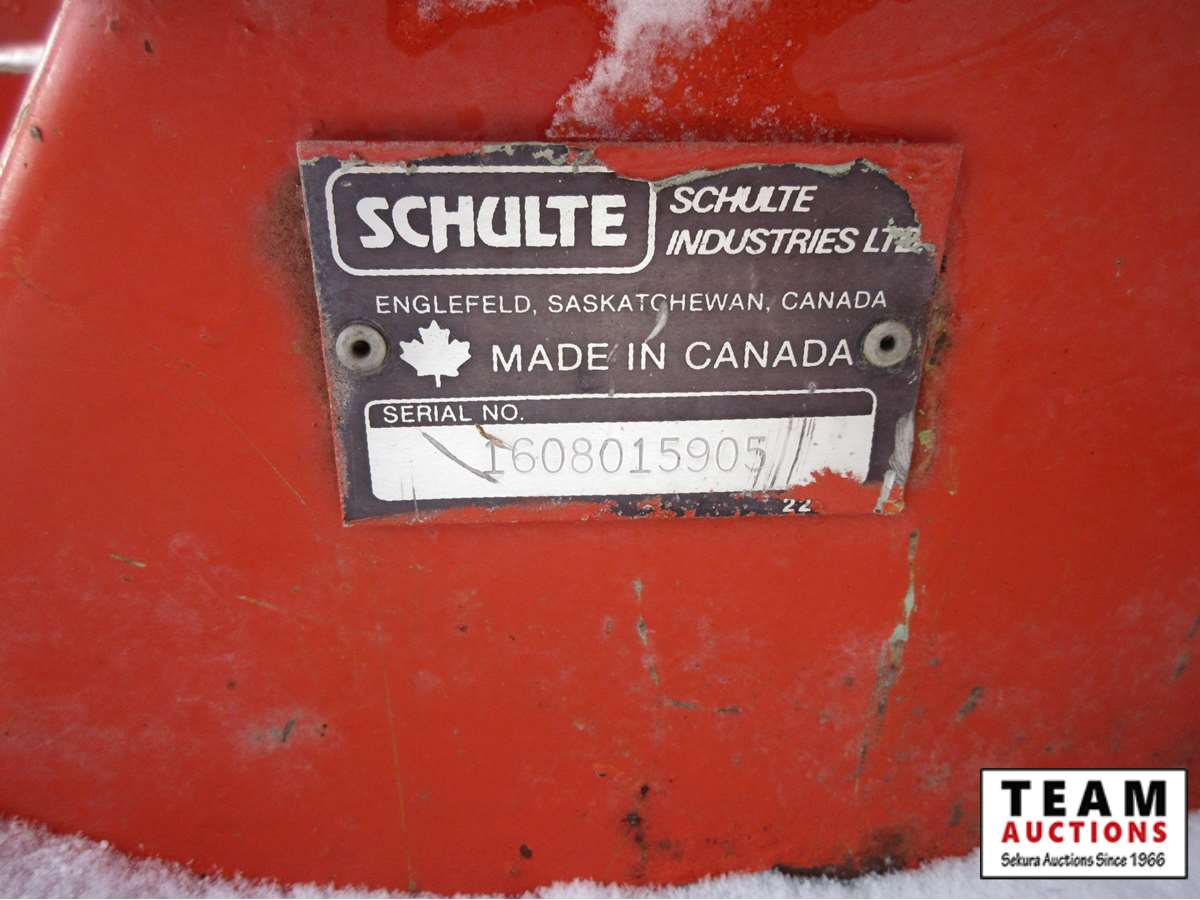 SCHULTE
SCHULTE
INDUSTRIES LTD.
ENGLEFELD, SASKATCHEWAN, CANADA
MADE IN CANADA
SERIAL NO.
1608015905
22
TEAM
AUCTIONS
Sekura Auctions Since 1966